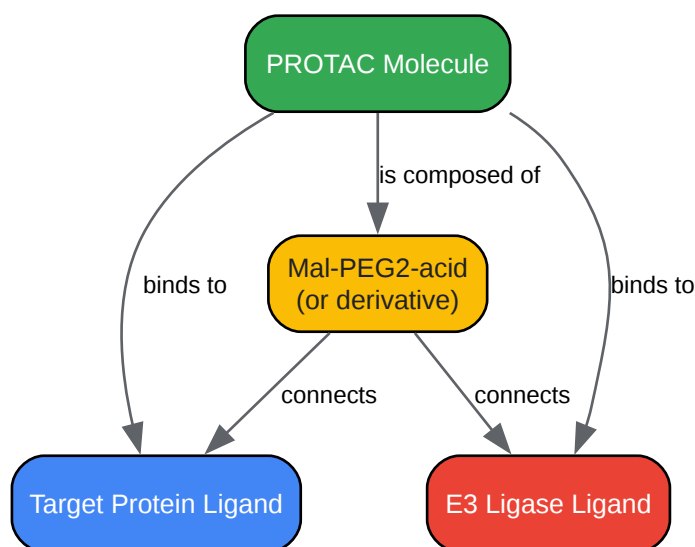 PROTAC Molecule
is composed of
Mal-PEG2-acid
(or derivative)
binds to
binds to
connects
connects
Target Protein Ligand
E3 Ligase Ligand